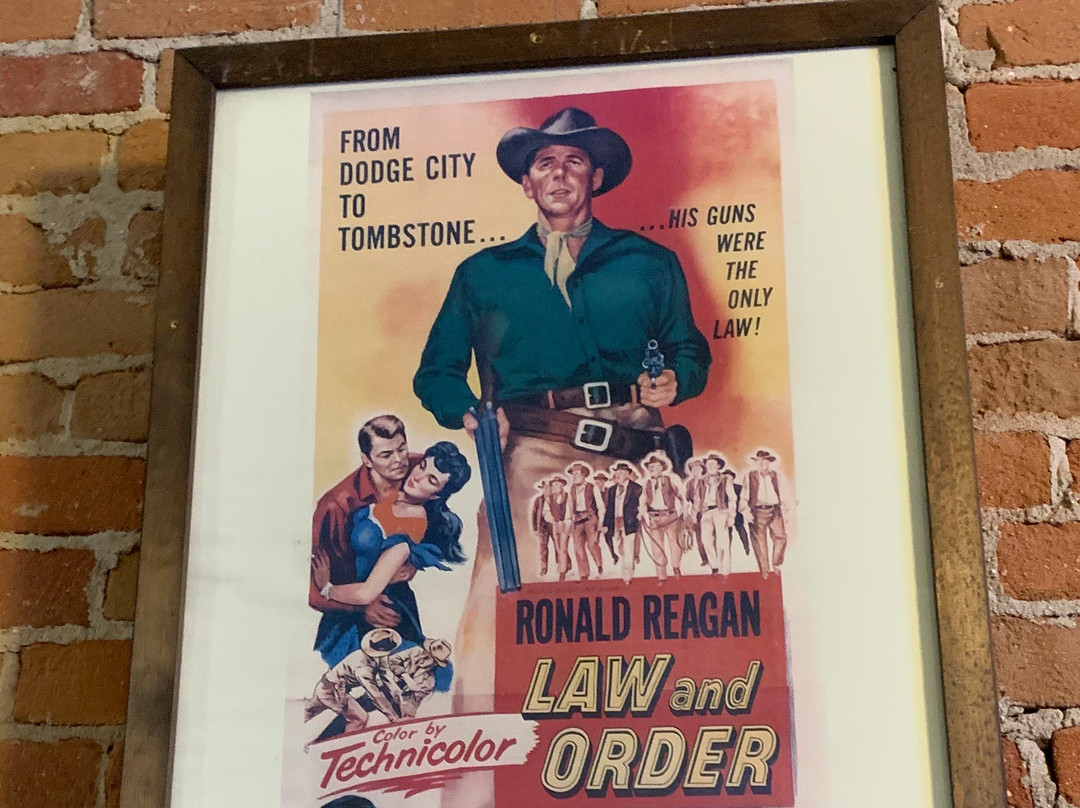 FROM
DODGE CITY
TO
TOMBSTONE...
...HIS GUNS
WERE
THE
ONLY
LAW!
RONALD REAGAN
LAW and
ORDER
Color by
Technicolor